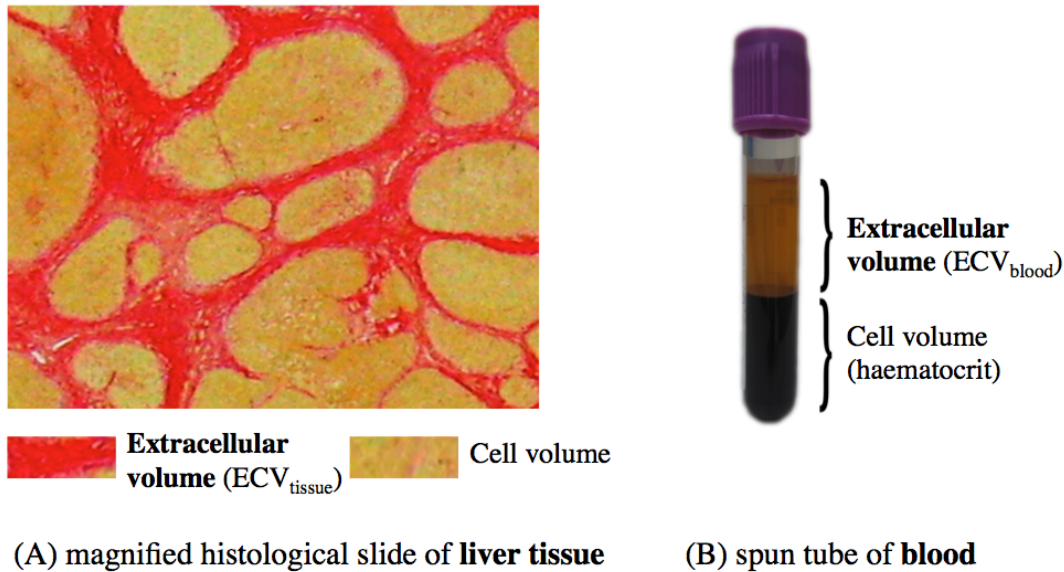 Extracellular
volume (ECVblood)
Cell volume
(haematocrit)
Extracellular
volume (ECVtissue)
Cell volume
(A) magnified histological slide of liver tissue
(B) spun tube of blood